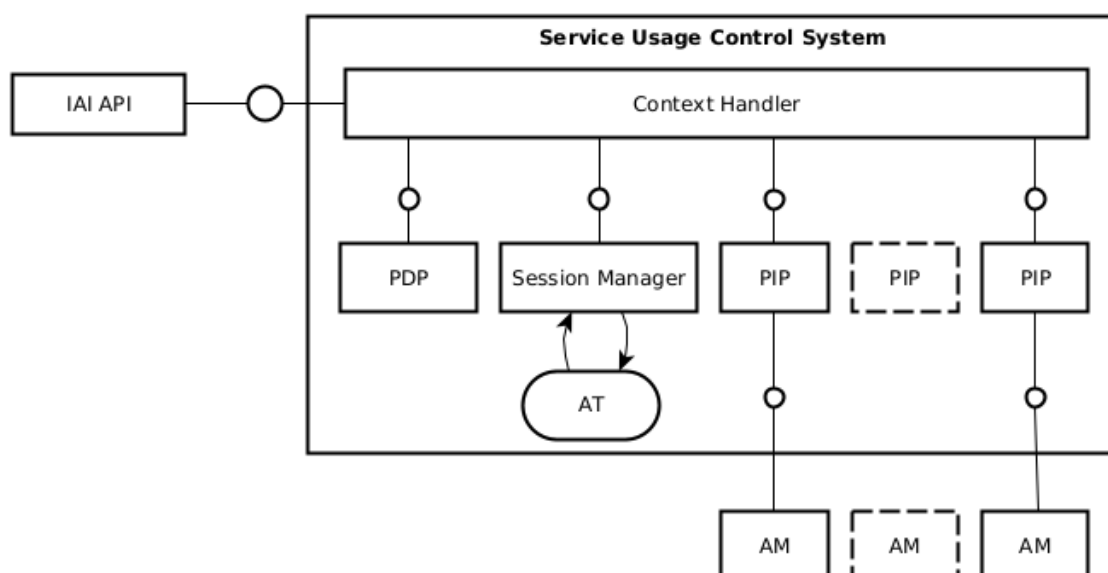 Service Usage Control System
IAI API
Context Handler
PDP
Session Manager
PIP
PIP
PIP
AT
AM
AM
AM